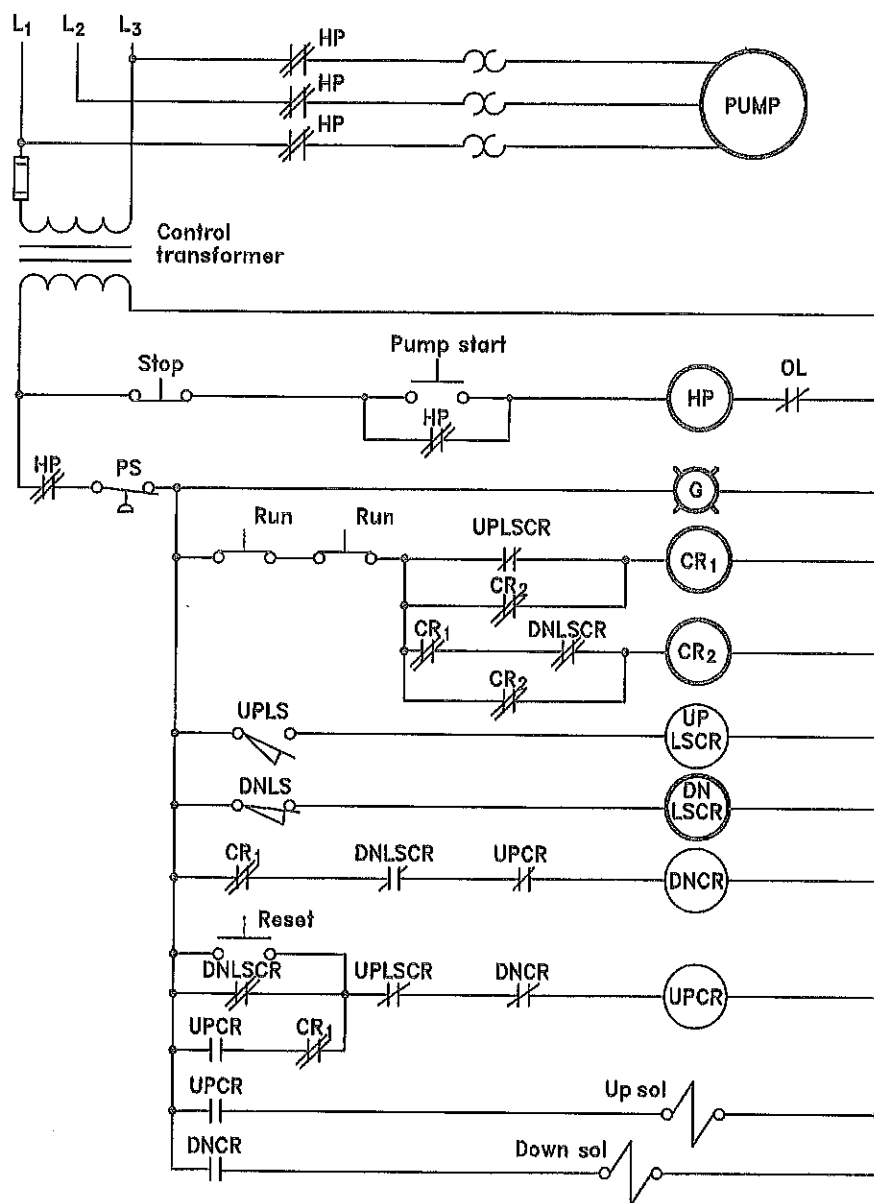 L1 L2 L3
HP
HP
HP
PUMP
Control
transformer
Pump start
Stop
OL
HP
HP
HP
PS
G
Run Run
UPLSCR
CR1
CR2
CR1
DNLSCR
CR2
CR2
UPLS
UP
LSCR
DNLS
DN
LSCR
CR1
DNLSCR
UPCR
DNCR
Reset
DNLSCR
UPLSCR
DNCR
UPCR
UPCR
CR1
UPCR
Up sol
DNCR
Down sol